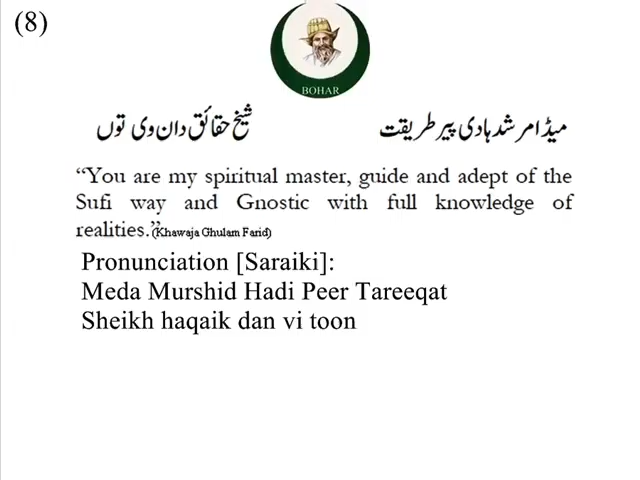 (8)
BOHAR
میڈا مرشد ہادی پیر طریقت شیخ حقائق دان وی توں
“You are my spiritual master, guide and adept of the
Sufi way and Gnostic with full knowledge of
realities.” (Khawaja Ghulam Farid)
Pronunciation [Saraiki]:
Meda Murshid Hadi Peer Tareeqat
Sheikh haqaik dan vi toon